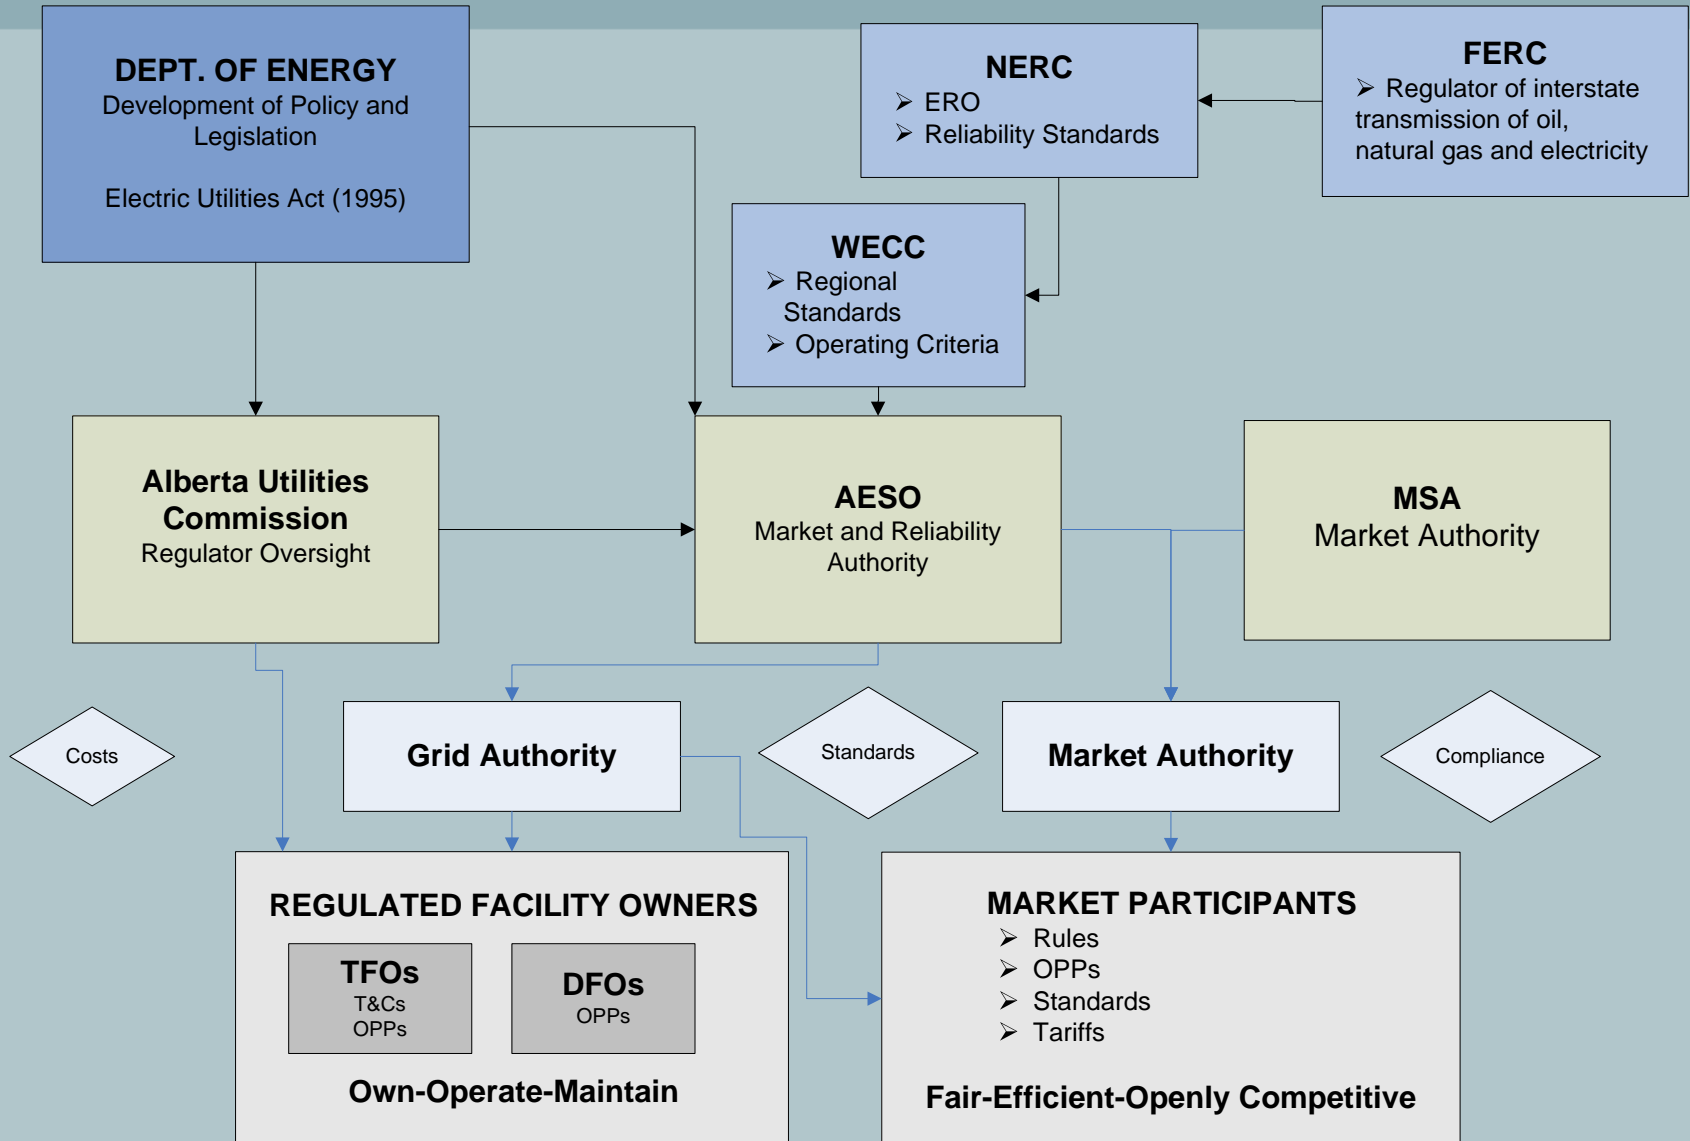 DEPT. OF ENERGY
Development of Policy and
Legislation
Electric Utilities Act (1995)
NERC
➢ ERO
➢ Reliability Standards
FERC
➢ Regulator of interstate
transmission of oil,
natural gas and electricity
WECC
➢ Regional
Standards
➢ Operating Criteria
Alberta Utilities
Commission
Regulator Oversight
AESO
Market and Reliability
Authority
MSA
Market Authority
Costs
Grid Authority
Standards
Market Authority
Compliance
REGULATED FACILITY OWNERS
TFOs
T&Cs
OPPs
DFOs
OPPs
Own-Operate-Maintain
MARKET PARTICIPANTS
➢ Rules
➢ OPPs
➢ Standards
➢ Tariffs
Fair-Efficient-Openly Competitive